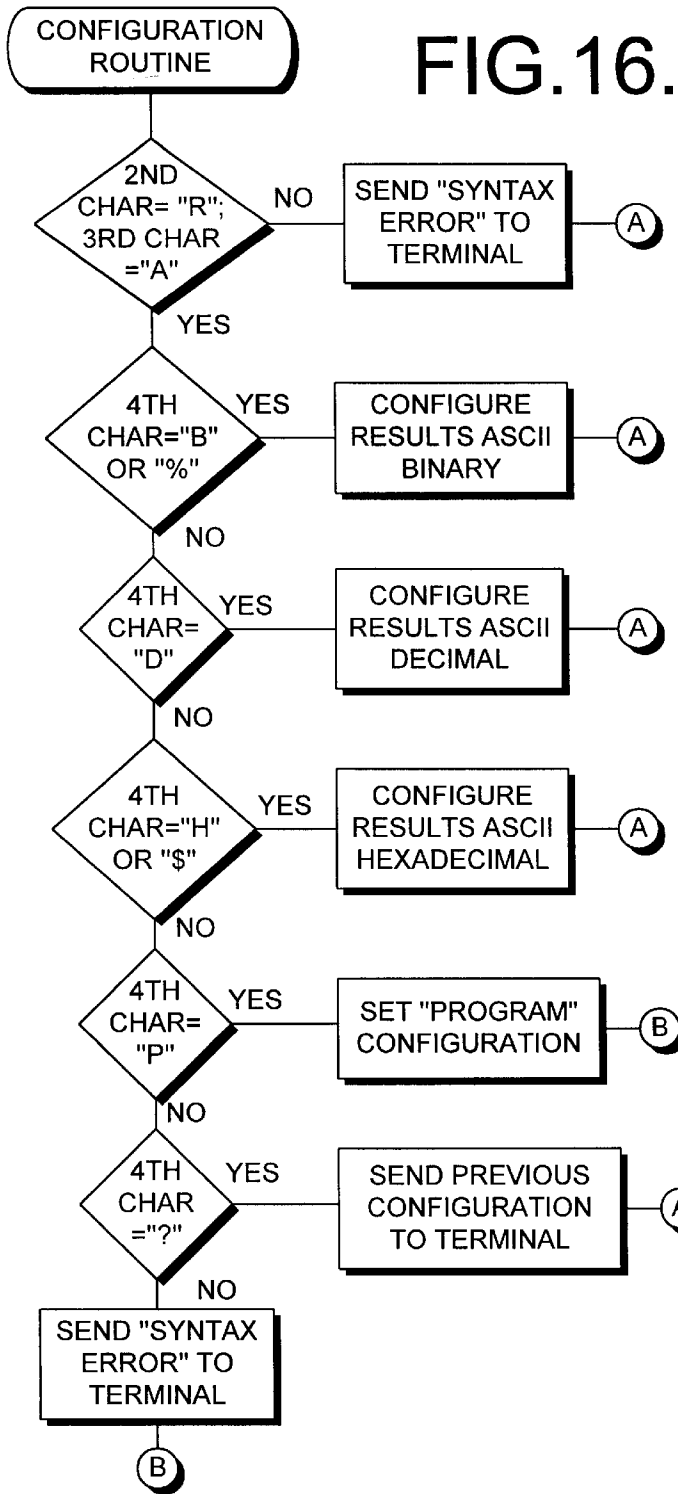 CONFIGURATION
ROUTINE
FIG.16.
2ND
CHAR= "R";
3RD CHAR
="A"
NO
SEND "SYNTAX
ERROR" TO
TERMINAL
A
YES
4TH
CHAR="B"
OR "%"
YES
CONFIGURE
RESULTS ASCII
BINARY
A
NO
4TH
CHAR=
"D"
YES
CONFIGURE
RESULTS ASCII
DECIMAL
A
NO
4TH
CHAR="H"
OR "$"
YES
CONFIGURE
RESULTS ASCII
HEXADECIMAL
A
NO
4TH
CHAR=
"P"
YES
SET "PROGRAM"
CONFIGURATION
B
NO
4TH
CHAR
="?"
YES
SEND PREVIOUS
CONFIGURATION
TO TERMINAL
A
NO
SEND "SYNTAX
ERROR" TO
TERMINAL
B